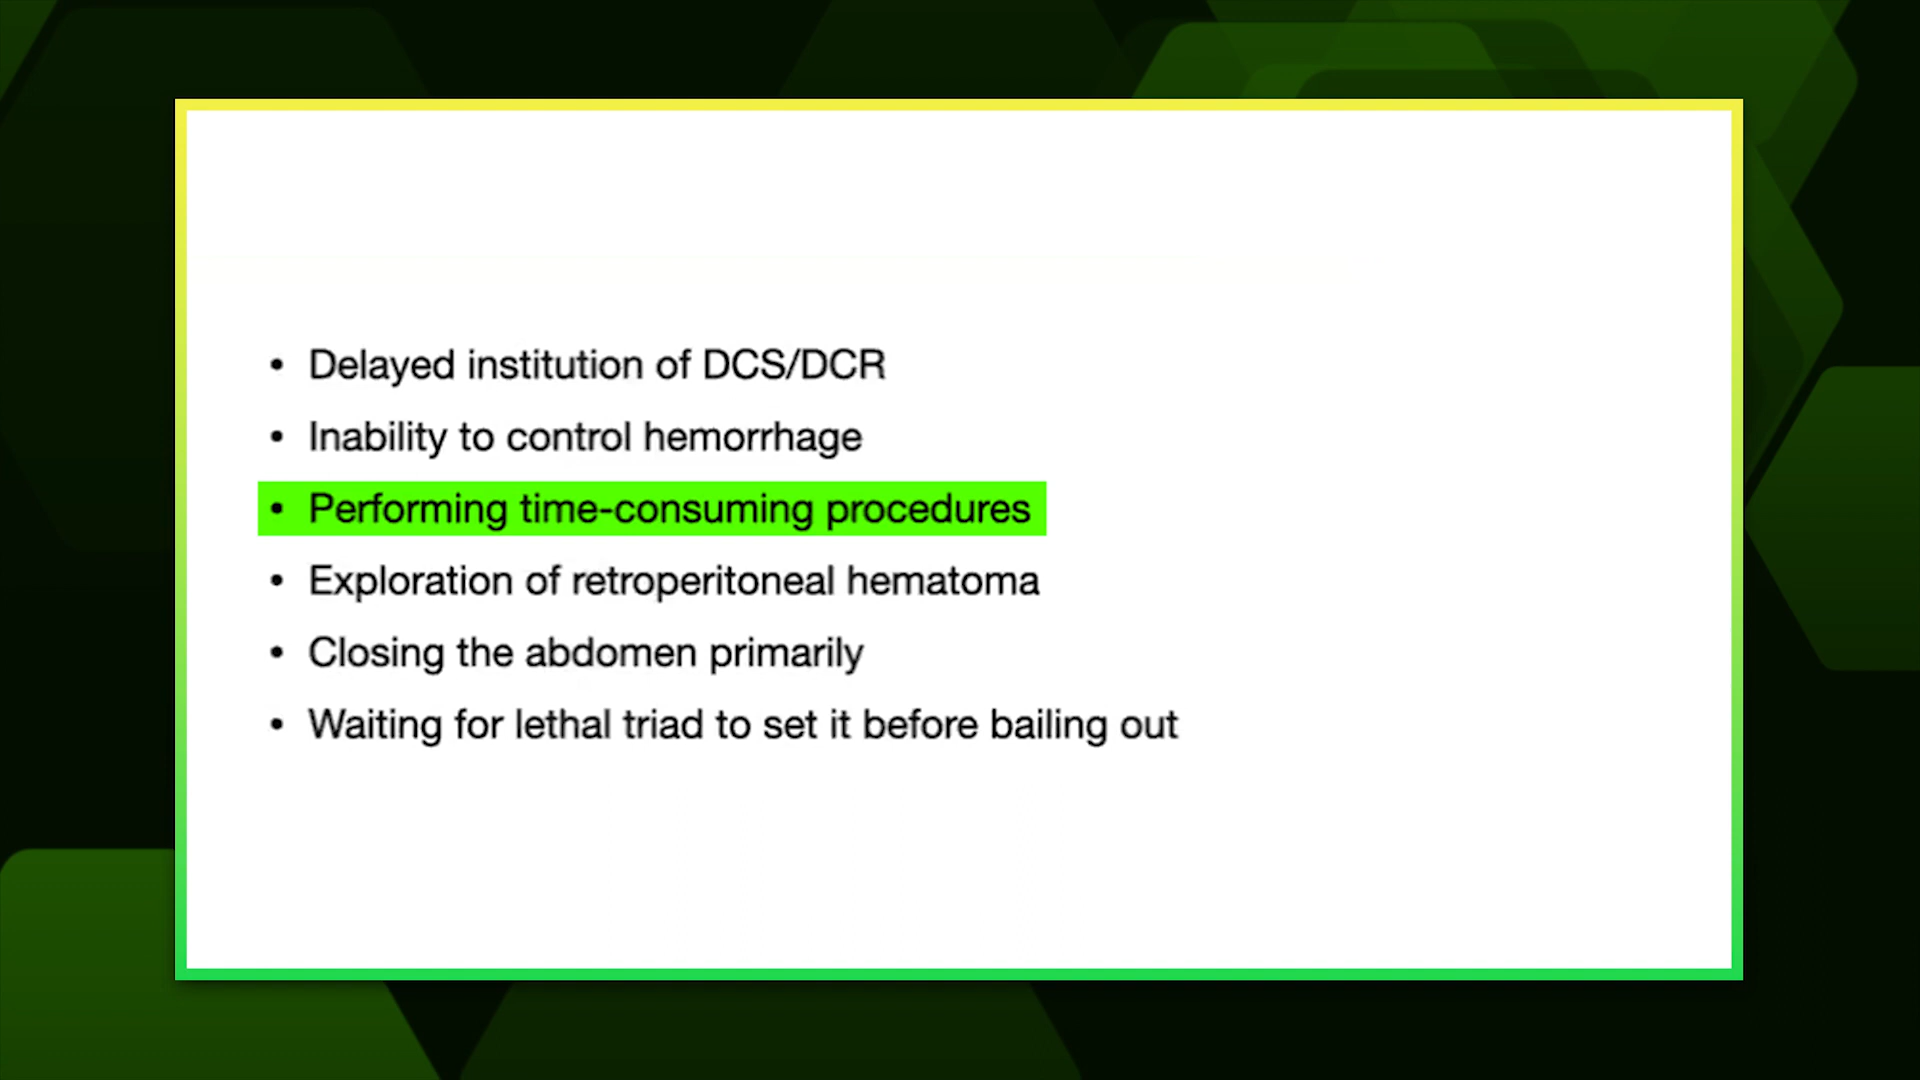 • Delayed institution of DCS/DCR
• Inability to control hemorrhage
• Performing time-consuming procedures
• Exploration of retroperitoneal hematoma
• Closing the abdomen primarily
• Waiting for lethal triad to set it before bailing out